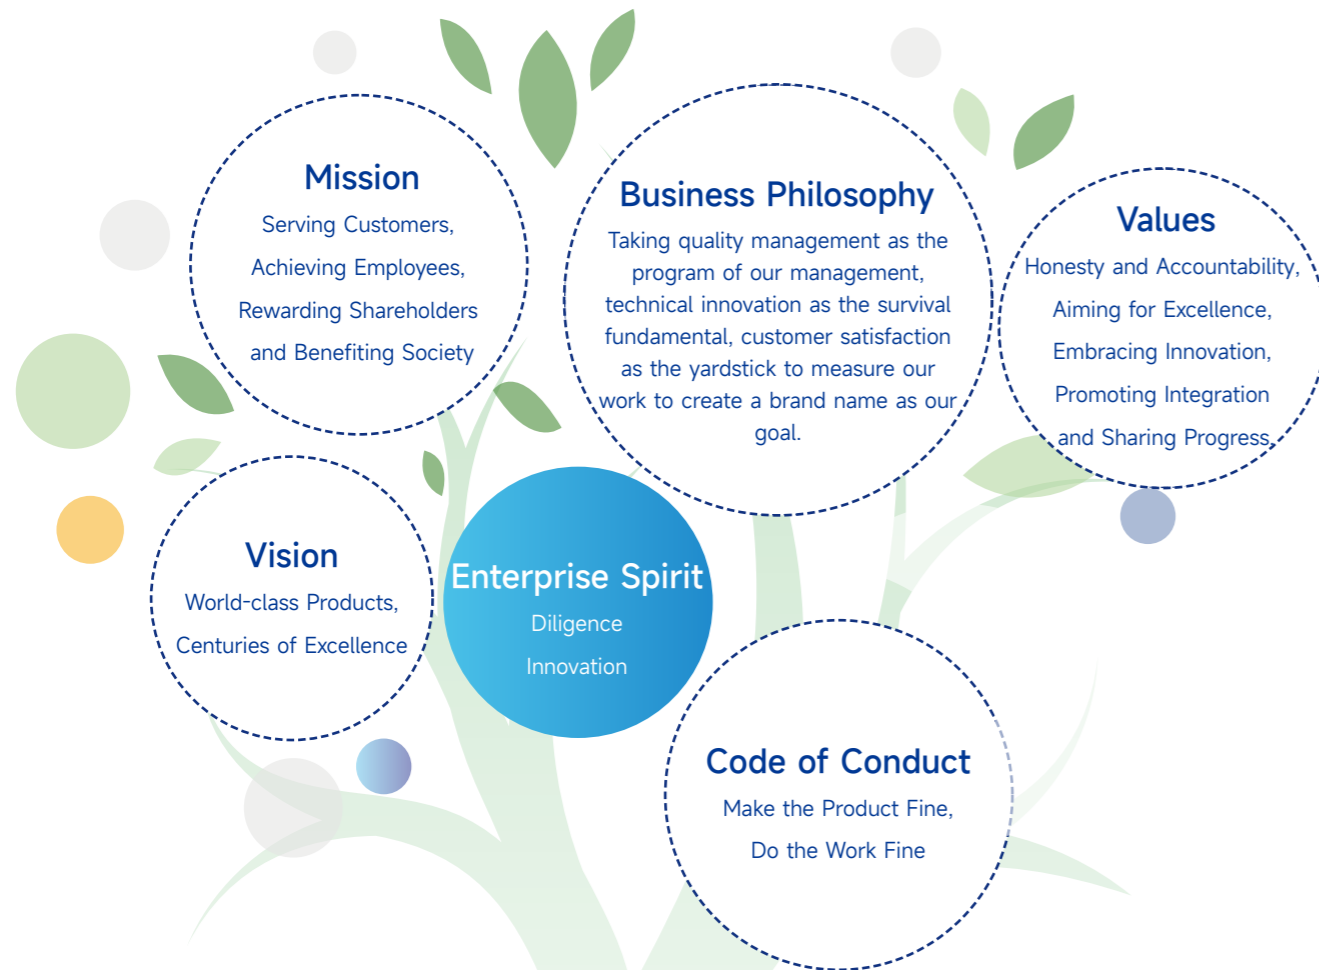 Mission
Serving Customers,
Achieving Employees,
Rewarding Shareholders
and Benefiting Society
Business Philosophy
Taking quality management as the
program of our management,
technical innovation as the survival
fundamental, customer satisfaction
as the yardstick to measure our
work to create a brand name as our
goal.
Values
Honesty and Accountability,
Aiming for Excellence,
Embracing Innovation,
Promoting Integration
and Sharing Progress.
Vision
World-class Products,
Centuries of Excellence
Enterprise Spirit
Diligence
Innovation
Code of Conduct
Make the Product Fine,
Do the Work Fine